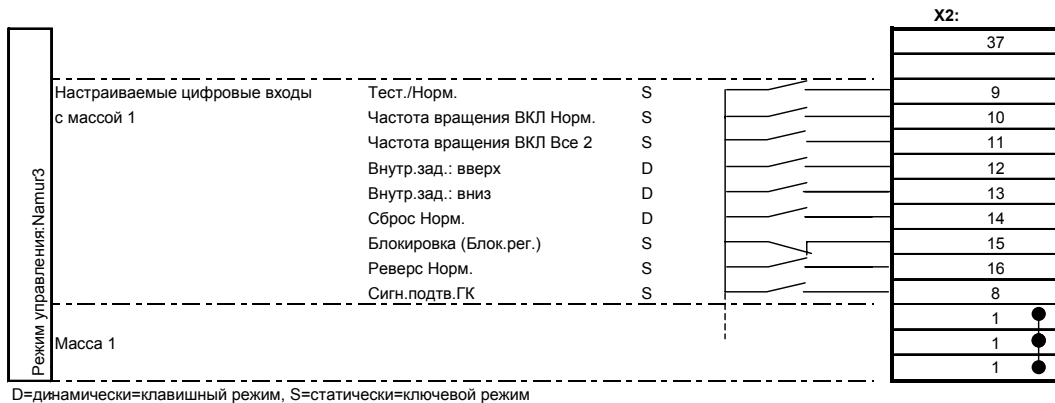 X2:
37
Настраиваемые цифровые входы Тест./Норм. S 9
с массой 1 Частота вращения ВКЛ Норм. S 10
Частота вращения ВКЛ Все 2 S 11
Внутр.зад.: вверх D 12
Внутр.зад.: вниз D 13
Сброс Норм. D 14
Блокировка (Блок.рег.) S 15
Реверс Норм. S 16
Сигн.подтв.ГК S 8
1
Масса 1 1
1
Режим управления:Namur3
D=динамически=клавишный режим, S=статически=ключевой режим